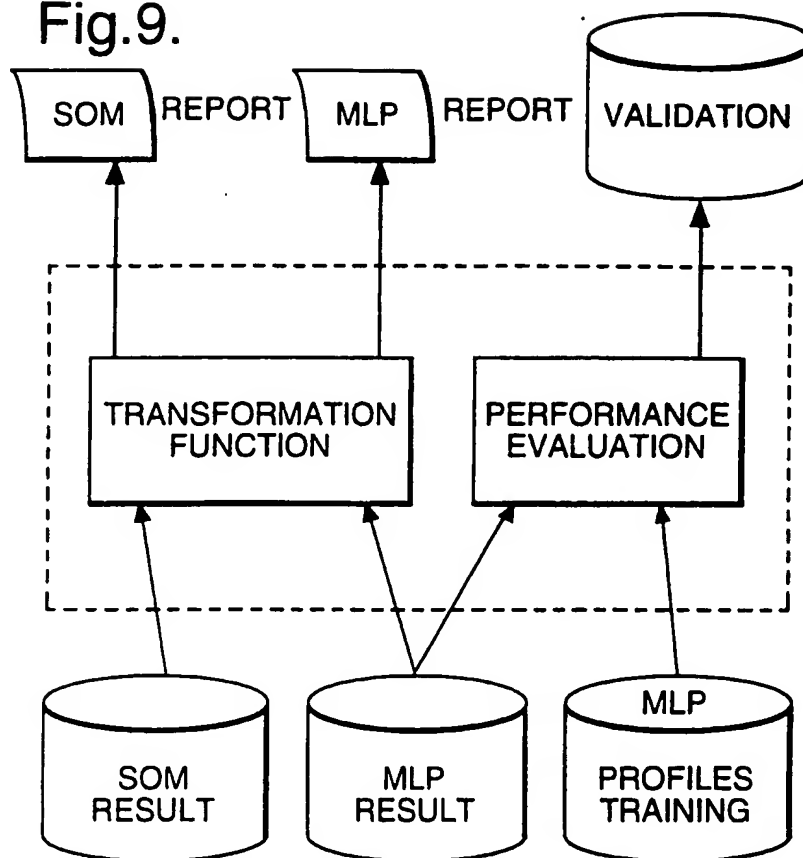 Fig.9.
SOM REPORT MLP REPORT VALIDATION
TRANSFORMATION
FUNCTION
PERFORMANCE
EVALUATION
SOM
RESULT
MLP
RESULT
MLP
PROFILES
TRAINING